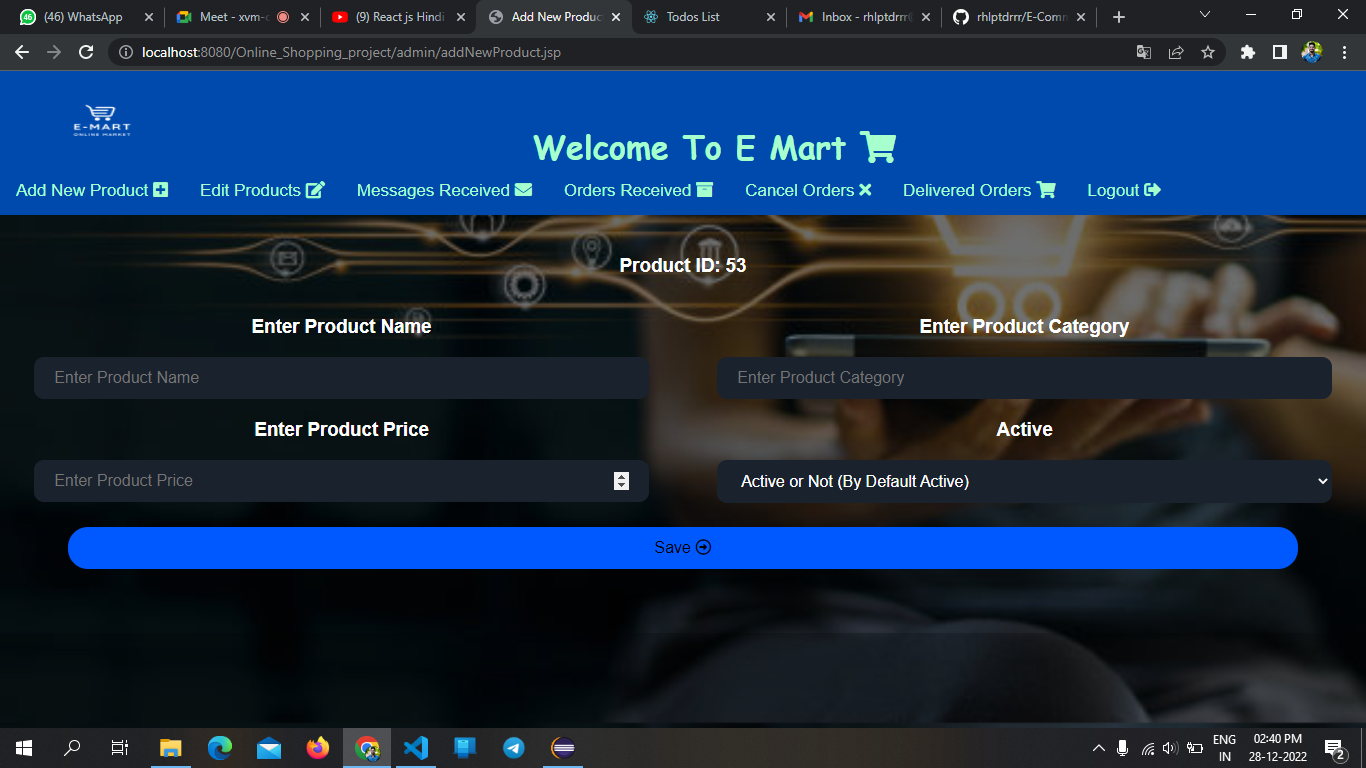 (46) WhatsApp
Meet - xvm-c
(9) React js Hindi
Add New Produc
Todos List
Inbox - rhlptdrrr@
rhlptdrrr/E-Comm
localhost:8080/Online_Shopping_project/admin/addNewProduct.jsp
E-MART
ONLINE MARKET
Welcome To E Mart
Add New Product
Edit Products
Messages Received
Orders Received
Cancel Orders
Delivered Orders
Logout
Product ID: 53
Enter Product Name
Enter Product Category
Enter Product Name
Enter Product Category
Enter Product Price
Active
Enter Product Price
Active or Not (By Default Active)
Save
ENG
IN
02:40 PM
28-12-2022
2